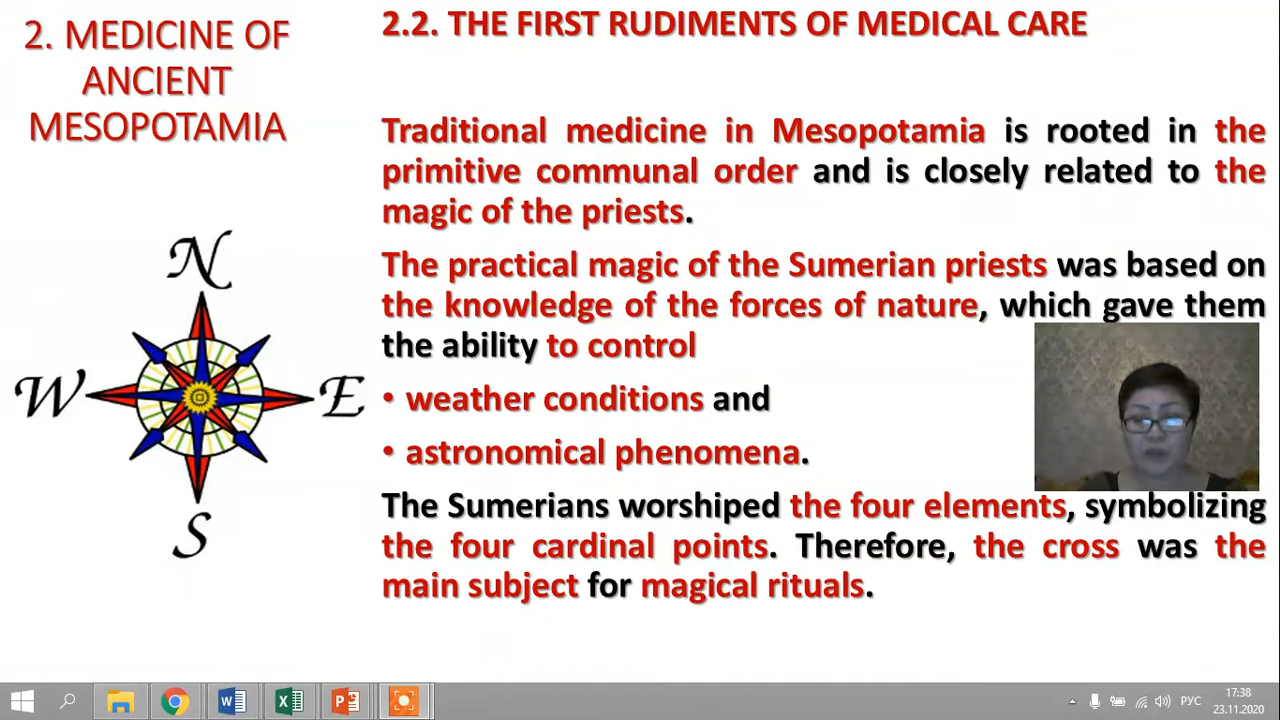 2. MEDICINE OF
ANCIENT
MESOPOTAMIA
2.2. THE FIRST RUDIMENTS OF MEDICAL CARE
Traditional medicine in Mesopotamia is rooted in the
primitive communal order and is closely related to the
magic of the priests.
The practical magic of the Sumerian priests was based on
the knowledge of the forces of nature, which gave them
the ability to control
• weather conditions and
• astronomical phenomena.
The Sumerians worshiped the four elements, symbolizing
the four cardinal points. Therefore, the cross was the
main subject for magical rituals.
N
W
E
S
РУС
17:38
23.11.2020